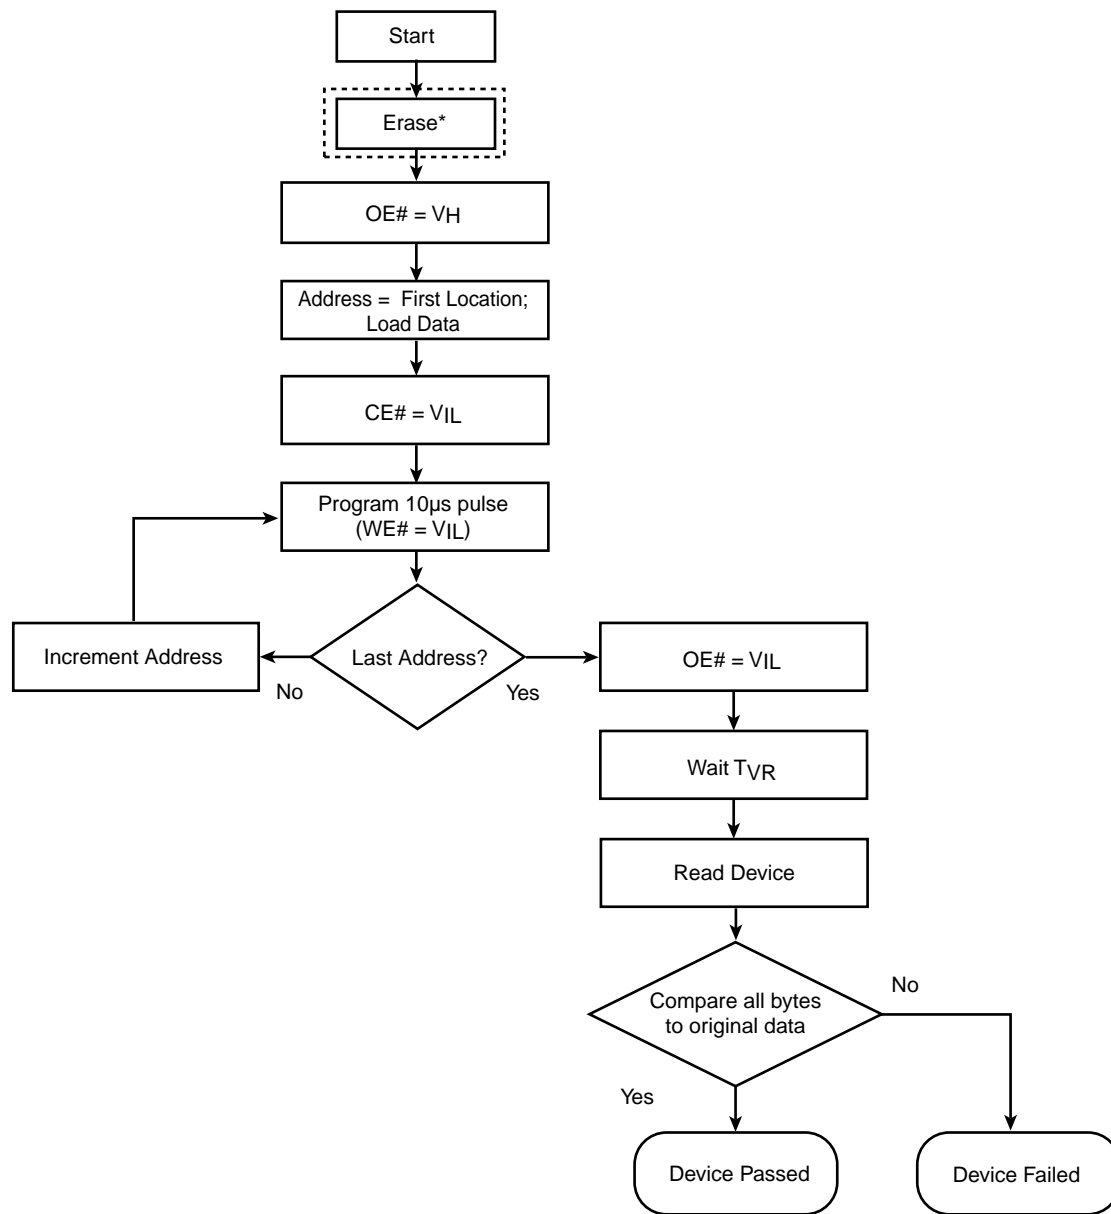 Start
Erase*
OE# = VH
Address = First Location;
Load Data
CE# = VIL
Program 10µs pulse
(WE# = VIL)
Increment Address
Last Address?
OE# = VIL
No
Yes
Wait TVR
Read Device
Compare all bytes
to original data
No
Yes
Device Passed
Device Failed